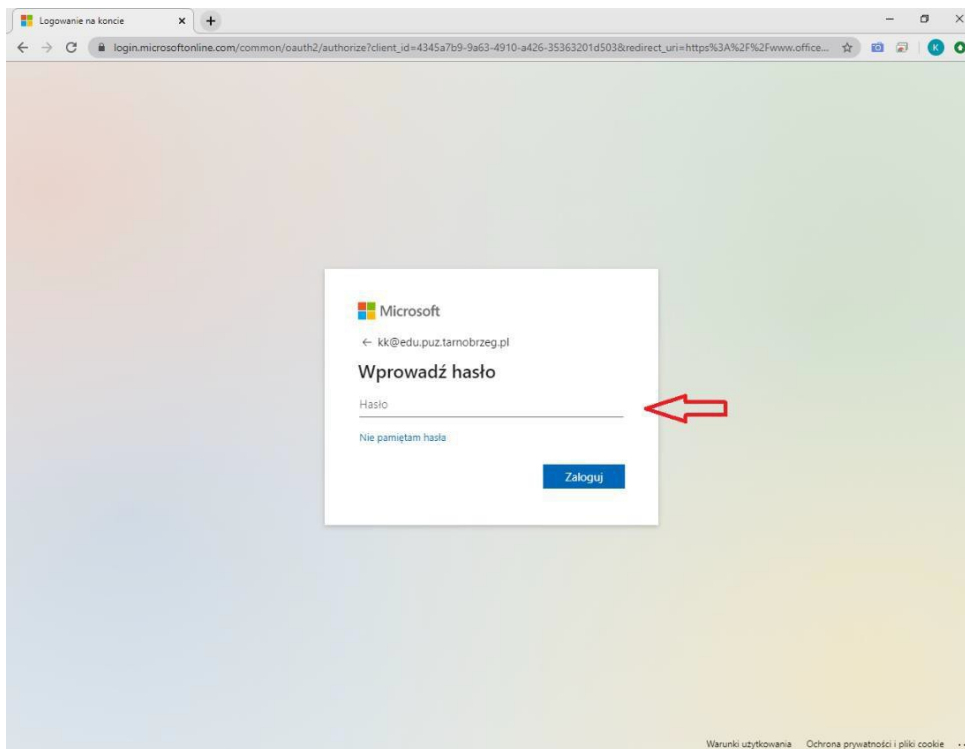 Logowanie na koncie
login.microsoftonline.com/common/oauth2/authorize?client_id=4345a7b9-9a63-4910-a426-35363201d503&redirect_uri=https%3A%2F%2Fwww.office...
K
Microsoft
← kk@edu.puz.tarnobrzeg.pl
Wprowadź hasło
Hasło
Nie pamiętam hasła
Zaloguj
Warunki użytkowania Ochrona prywatności i pliki cookie